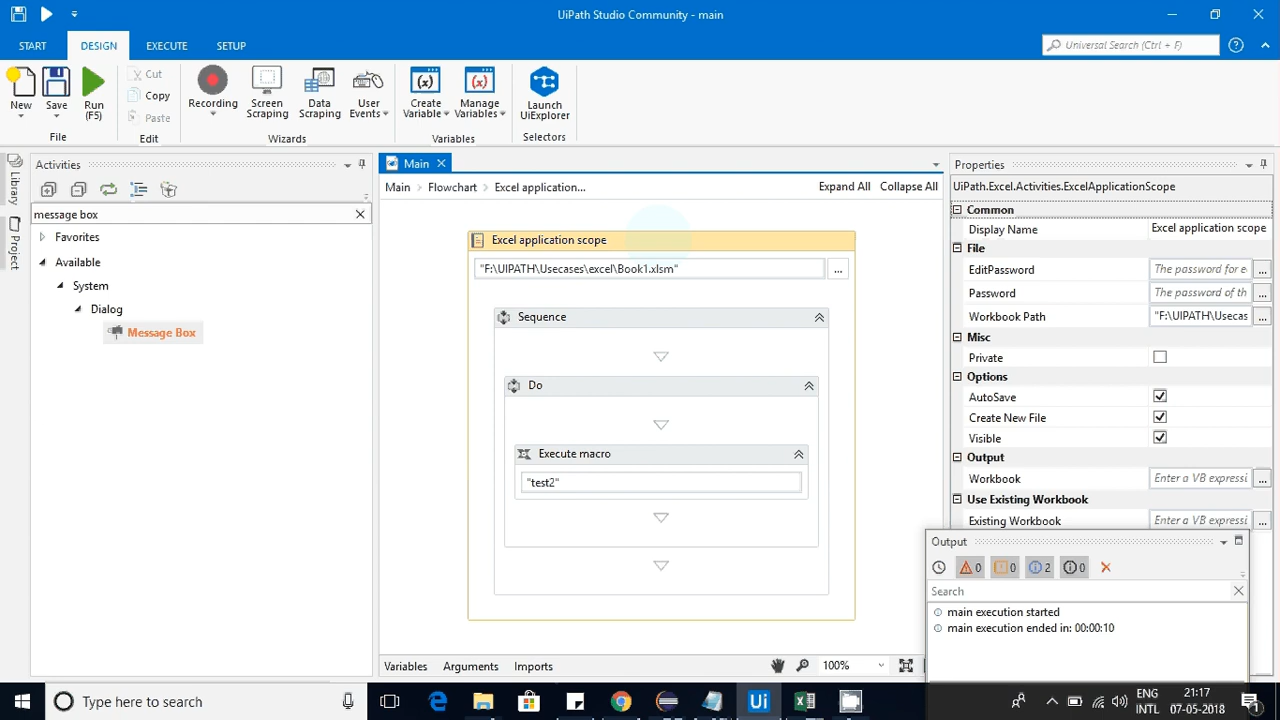 UiPath Studio Community - main
START DESIGN EXECUTE SETUP
Universal Search (Ctrl + F)
New
Save
Run
(F5)
Cut
Copy
Paste
Recording
Screen
Scraping
Data
Scraping
User
Events
Create
Variable
Manage
Variables
Launch
UiExplorer
File Edit Wizards Variables Selectors
Library
Project
Activities
message box
Favorites
Available
System
Dialog
Message Box
Main
Main Flowchart Excel application... Expand All Collapse All
Excel application scope
"F:\UIPATH\Usecases\excel\Book1.xlsm"
...
Sequence
Do
Execute macro
"test2"
Variables Arguments Imports 100%
Properties
UiPath.Excel.Activities.ExcelApplicationScope
Common
Display Name Excel application scope
File
EditPassword The password for e ...
Password The password of th ...
Workbook Path "F:\UIPATH\Usecas ...
Misc
Private
Options
AutoSave
Create New File
Visible
Output
Workbook Enter a VB expressi ...
Use Existing Workbook
Existing Workbook Enter a VB expressi ...
Output
0 0 2 0
Search
main execution started
main execution ended in: 00:00:10
Type here to search
Ui
ENG
INTL
21:17
07-05-2018
1